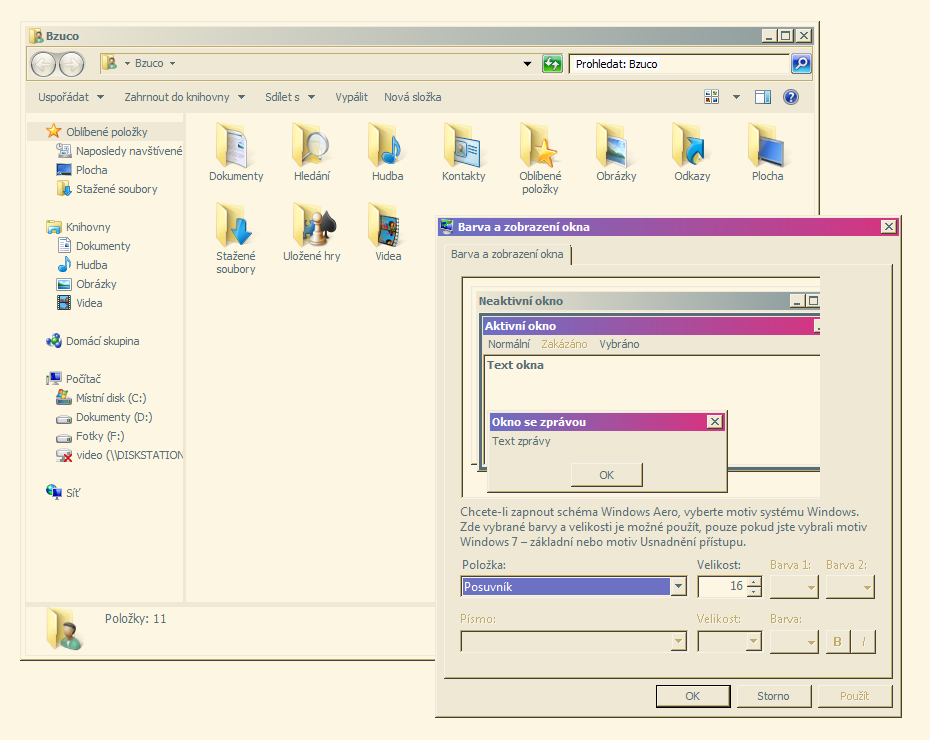 Bzuco
Bzuco
Prohledat: Bzuco
Uspořádat
Zahrnout do knihovny
Sdílet s
Vypálit
Nová složka
Oblíbené položky
Naposledy navštívené
Plocha
Stažené soubory
Knihovny
Dokumenty
Hudba
Obrázky
Videa
Domácí skupina
Počítač
Místní disk (C:)
Dokumenty (D:)
Fotky (F:)
video (\\DISKSTATION
Síť
Dokumenty
Hledání
Hudba
Kontakty
Oblíbené
položky
Obrázky
Odkazy
Plocha
Stažené
soubory
Uložené hry
Videa
Položky: 11
Barva a zobrazení okna
Barva a zobrazení okna
Neaktivní okno
Aktivní okno
Normální Zakázáno Vybráno
Text okna
Okno se zprávou
Text zprávy
OK
Chcete-li zapnout schéma Windows Aero, vyberte motiv systému Windows.
Zde vybrané barvy a velikosti je možné použít, pouze pokud jste vybrali motiv
Windows 7 – základní nebo motiv Usnadnění přístupu.
Položka: Velikost: Barva 1: Barva 2:
Posuvník 16
Písmo: Velikost: Barva:
B I
OK Storno Použít